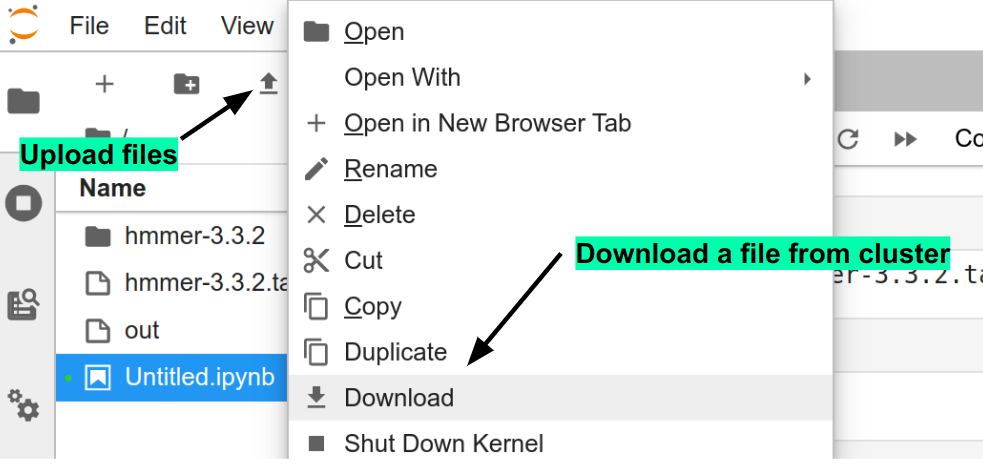 File Edit View
Upload files
/
Name
hmmer-3.3.2
hmmer-3.3.2.ta
out
Untitled.ipynb
Open
Open With
Open in New Browser Tab
Rename
Delete
Cut
Copy
Duplicate
Download
Shut Down Kernel
Co
Download a file from cluster
er-3.3.2.ta